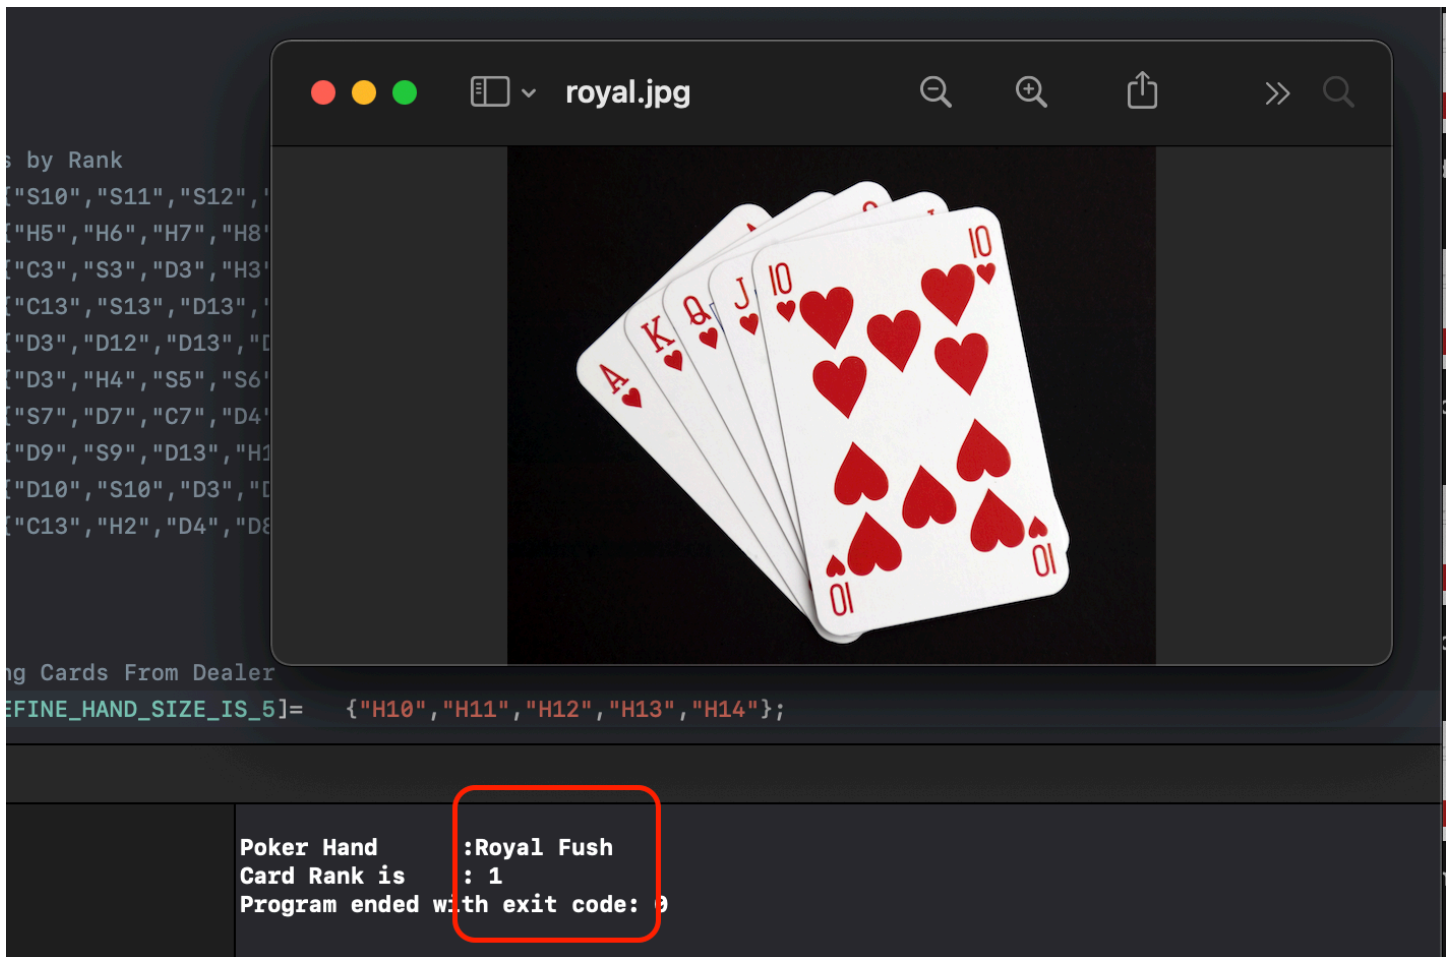 royal.jpg
s by Rank
{"S10","S11","S12","
{"H5","H6","H7","H8"
{"C3","S3","D3","H3"
{"C13","S13","D13",
{"D3","D12","D13","D
{"D3","H4","S5","S6"
{"S7","D7","C7","D4"
{"D9","S9","D13","H1
{"D10","S10","D3","D
{"C13","H2","D4","D8
A K Q J 10 10
10 10
ng Cards From Dealer
EFINE_HAND_SIZE_IS_5]= {"H10","H11","H12","H13","H14"};
Poker Hand :Royal Fush
Card Rank is : 1
Program ended with exit code: 0